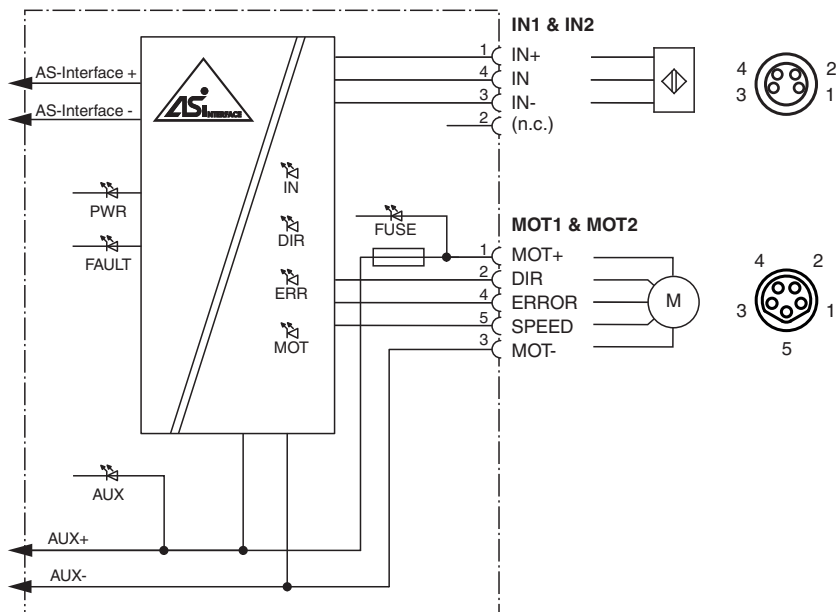 IN1 & IN2
1 IN+
4 IN
3 IN-
2 (n.c.)
4 2
3 1
AS-Interface +
AS-Interface -
ASi INTERFACE
PWR
FAULT
IN
DIR
ERR
MOT
FUSE
MOT1 & MOT2
1 MOT+
2 DIR
4 ERROR
5 SPEED
3 MOT-
M
4 2
3 1
5
AUX
AUX+
AUX-